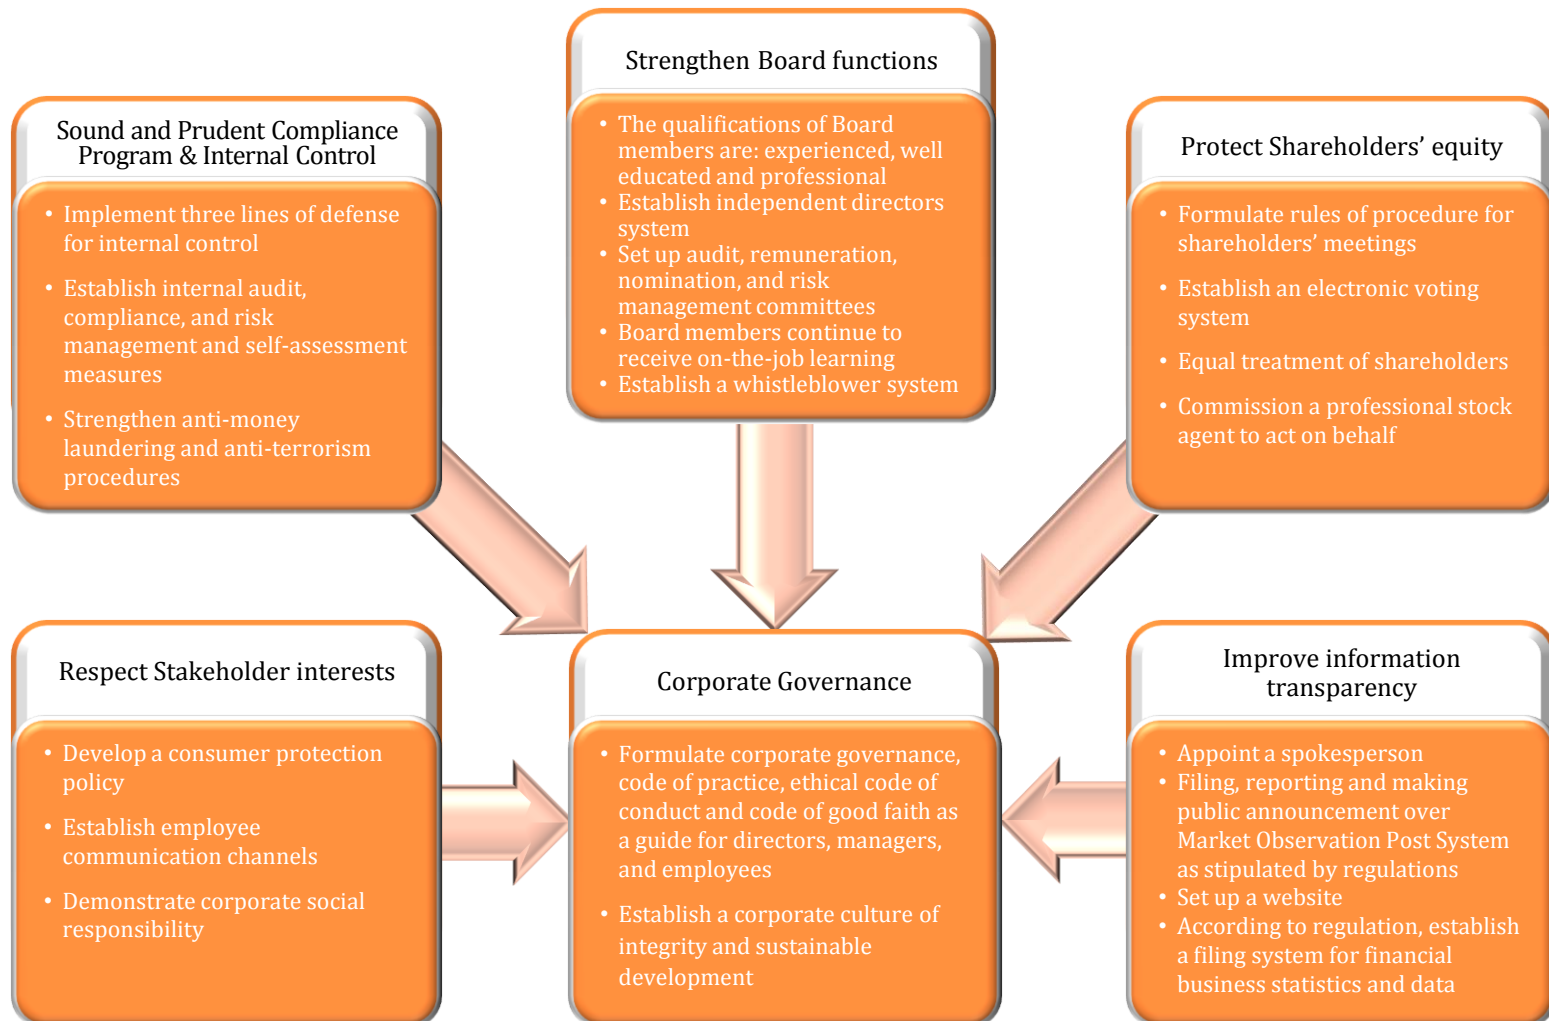 Strengthen Board functions
• The qualifications of Board
members are: experienced, well
educated and professional
• Establish independent directors
system
• Set up audit, remuneration,
nomination, and risk
management committees
• Board members continue to
receive on-the-job learning
• Establish a whistleblower system
Sound and Prudent Compliance
Program & Internal Control
• Implement three lines of defense
for internal control
• Establish internal audit,
compliance, and risk
management and self-assessment
measures
• Strengthen anti-money
laundering and anti-terrorism
procedures
Protect Shareholders’ equity
• Formulate rules of procedure for
shareholders’ meetings
• Establish an electronic voting
system
• Equal treatment of shareholders
• Commission a professional stock
agent to act on behalf
Respect Stakeholder interests
• Develop a consumer protection
policy
• Establish employee
communication channels
• Demonstrate corporate social
responsibility
Corporate Governance
• Formulate corporate governance,
code of practice, ethical code of
conduct and code of good faith as
a guide for directors, managers,
and employees
• Establish a corporate culture of
integrity and sustainable
development
Improve information
transparency
• Appoint a spokesperson
• Filing, reporting and making
public announcement over
Market Observation Post System
as stipulated by regulations
• Set up a website
• According to regulation, establish
a filing system for financial
business statistics and data